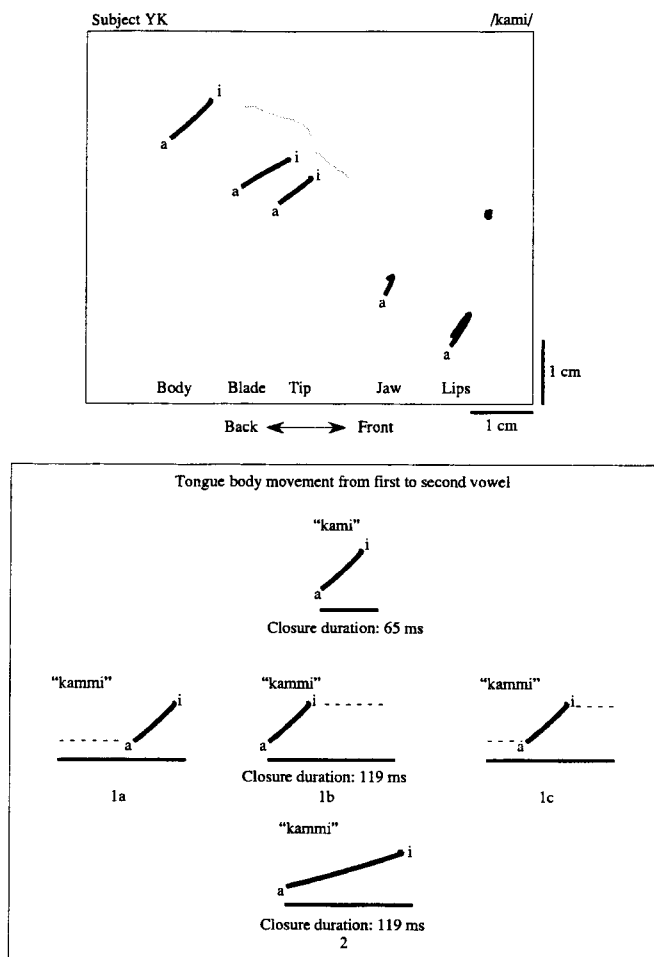 Subject YK /kami/
i
a
i
a
i
a
a
a
Body Blade Tip Jaw Lips
1 cm
Back Front
1 cm
Tongue body movement from first to second vowel
"kami"
i
a
Closure duration: 65 ms
"kammi" "kammi" "kammi"
i i i
a a a
Closure duration: 119 ms
1a 1b 1c
"kammi"
i
a
Closure duration: 119 ms
2